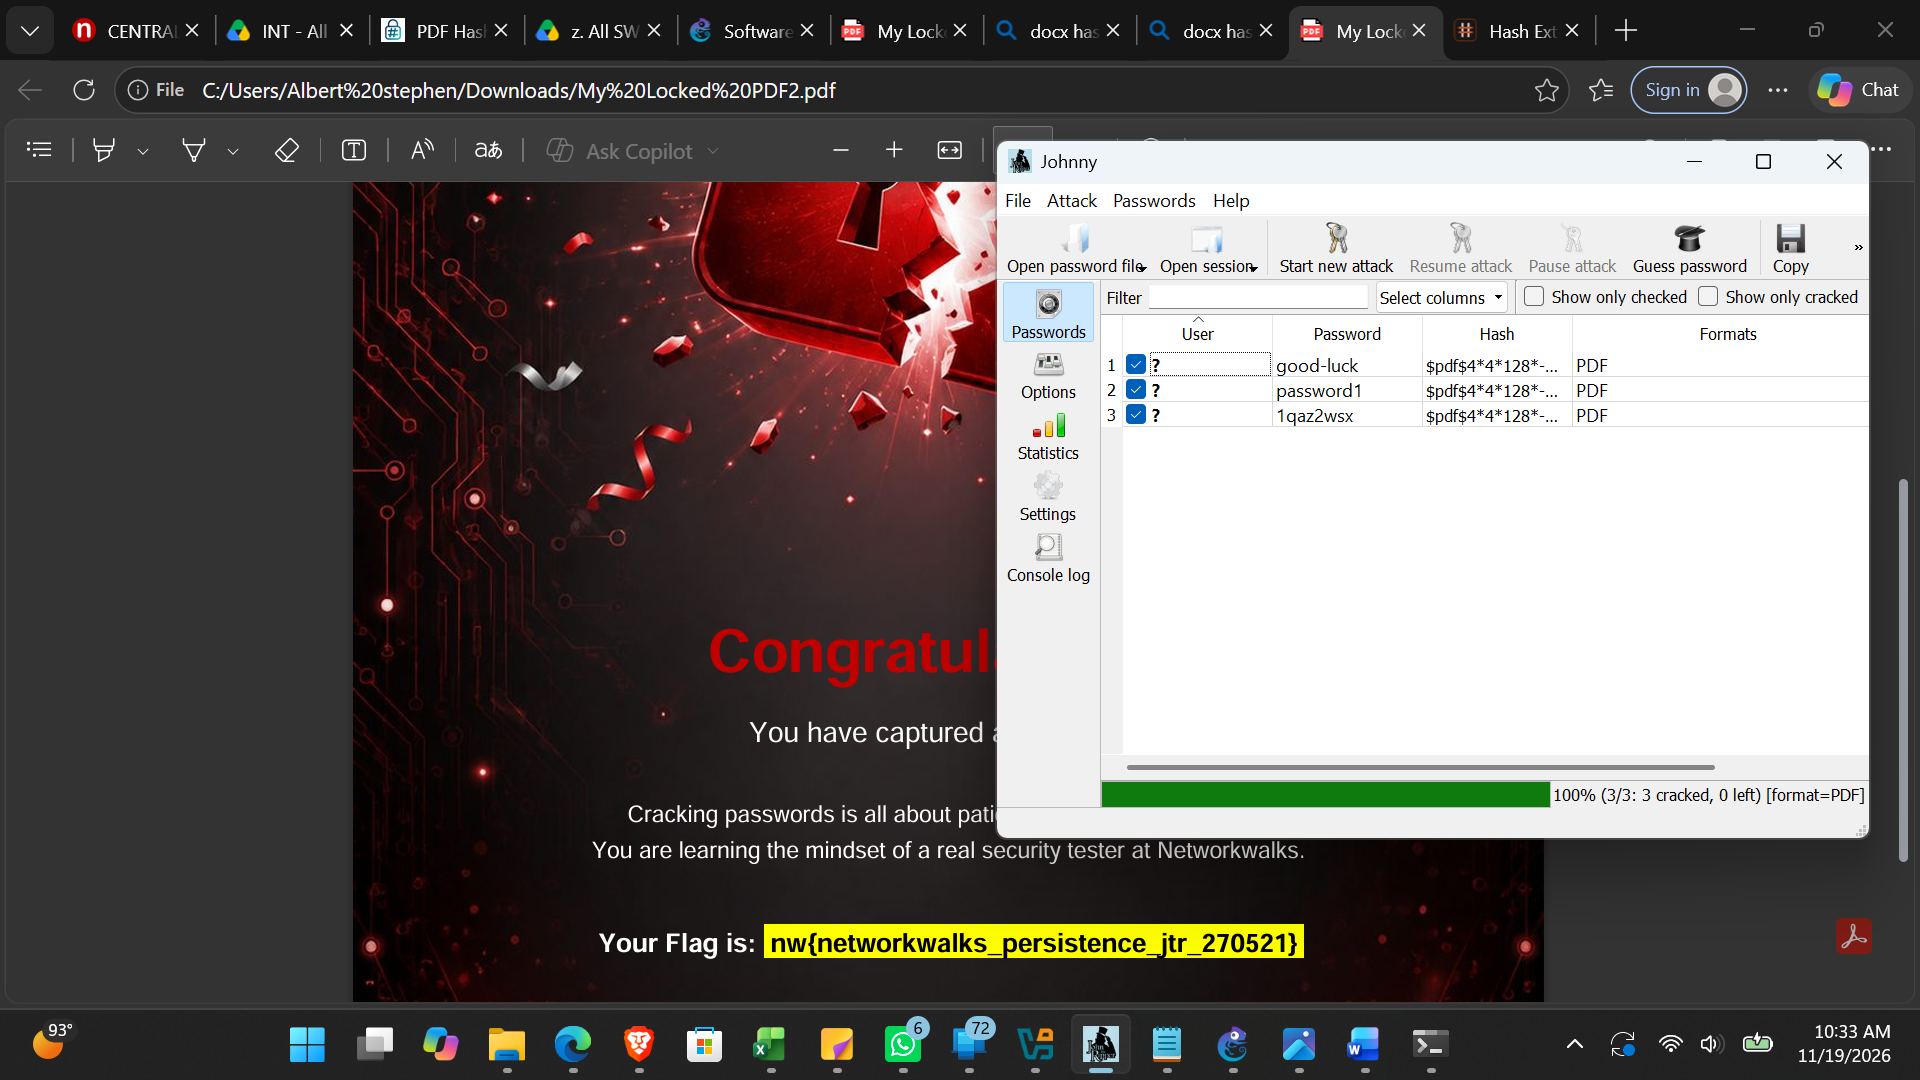 CENTRAL
INT - All
PDF Has
z. All SW
Software
My Lock
docx has
docx has
My Lock
Hash Ext
File
C:/Users/Albert%20stephen/Downloads/My%20Locked%20PDF2.pdf
Sign in
Chat
Ask Copilot
Johnny
File Attack Passwords Help
Open password file
Open session
Start new attack
Resume attack
Pause attack
Guess password
Copy
»
Passwords
Options
Statistics
Settings
Console log
Filter
Select columns
Show only checked
Show only cracked
User Password Hash Formats
1 ? good-luck $pdf$4*4*128*-... PDF
2 ? password1 $pdf$4*4*128*-... PDF
3 ? 1qaz2wsx $pdf$4*4*128*-... PDF
100% (3/3: 3 cracked, 0 left) [format=PDF]
Congratul
You have captured
Cracking passwords is all about pati
You are learning the mindset of a real security tester at Networkwalks.
Your Flag is: nw{networkwalks_persistence_jtr_270521}
93°
6
72
10:33 AM
11/19/2026